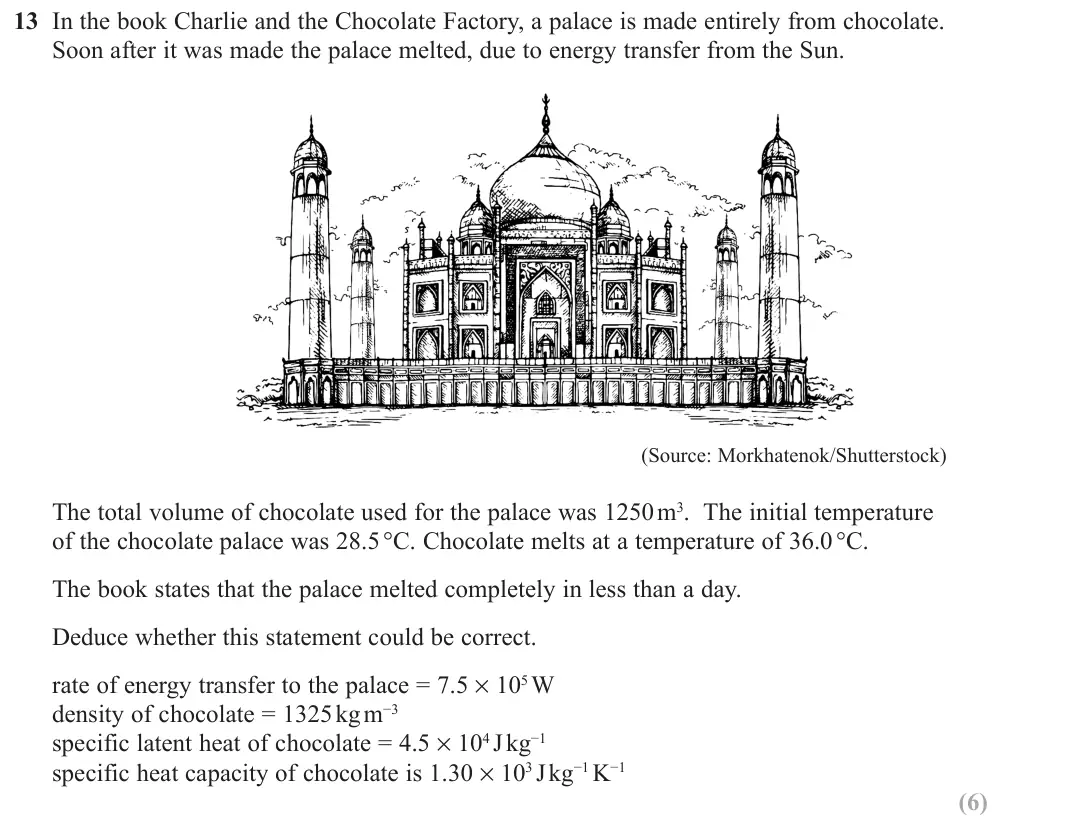 13 In the book Charlie and the Chocolate Factory, a palace is made entirely from chocolate.
Soon after it was made the palace melted, due to energy transfer from the Sun.
(Source: Morkhatenok/Shutterstock)
The total volume of chocolate used for the palace was 1250 m³. The initial temperature
of the chocolate palace was 28.5 °C. Chocolate melts at a temperature of 36.0 °C.
The book states that the palace melted completely in less than a day.
Deduce whether this statement could be correct.
rate of energy transfer to the palace = 7.5 × 10⁵ W
density of chocolate = 1325 kg m⁻³
specific latent heat of chocolate = 4.5 × 10⁴ J kg⁻¹
specific heat capacity of chocolate is 1.30 × 10³ J kg⁻¹ K⁻¹
(6)